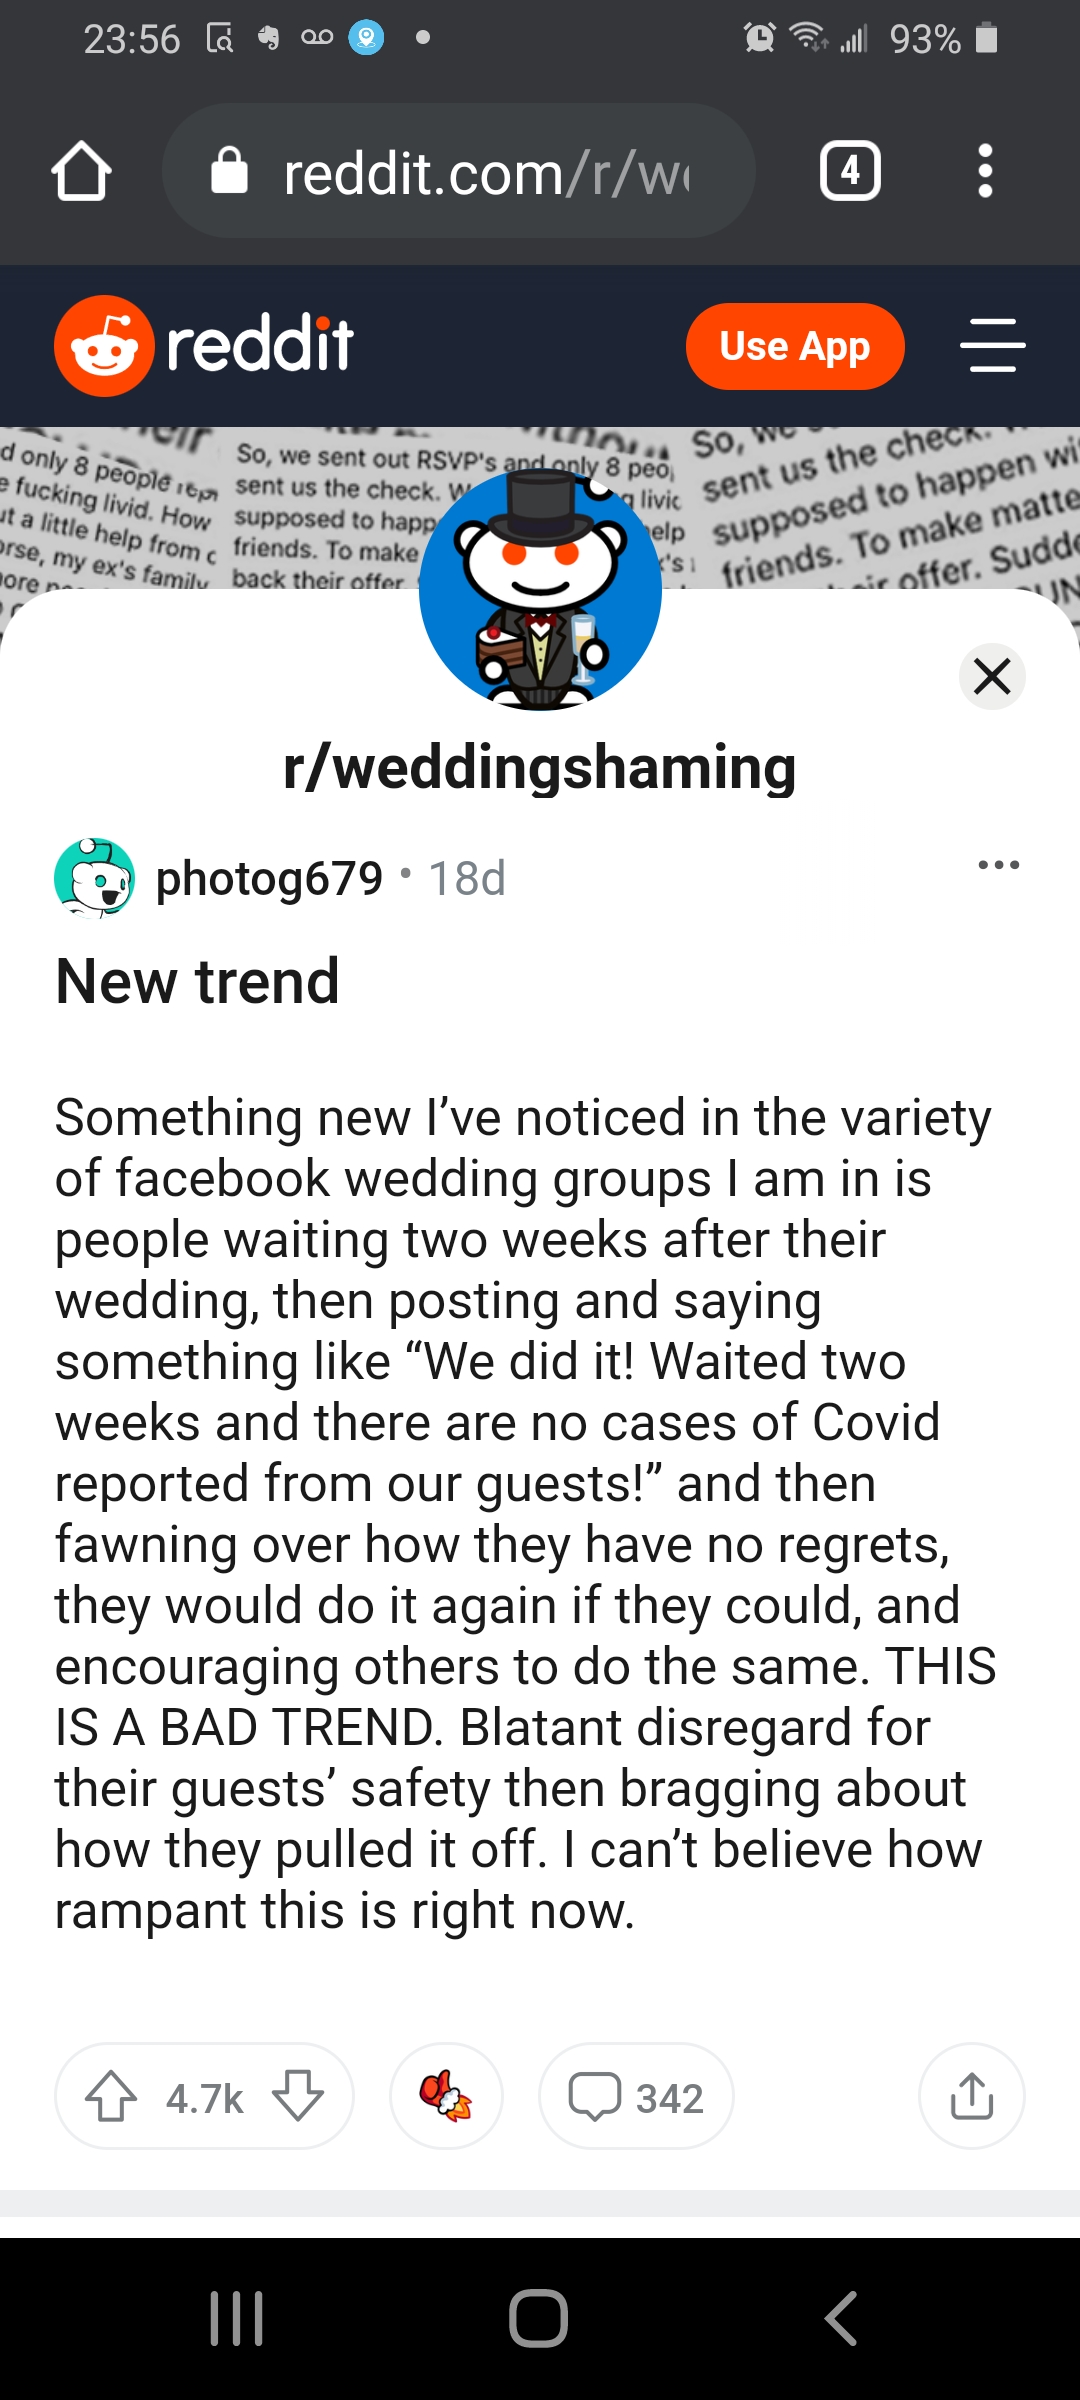 23:56
93%
reddit.com/r/w
4
reddit
Use App
d only 8 people
e fucking livid. How
ut a little help from
orse, my ex's family
So, we sent out RSVP's and only 8 peo
sent us the check. W
supposed to happ
friends. To make
back their offer.
livid
elp
So, we
sent us the check.
supposed to happen wi
friends. To make matte
offer. Sudd
r/weddingshaming
photog679 • 18d
New trend
Something new I’ve noticed in the variety
of facebook wedding groups I am in is
people waiting two weeks after their
wedding, then posting and saying
something like “We did it! Waited two
weeks and there are no cases of Covid
reported from our guests!” and then
fawning over how they have no regrets,
they would do it again if they could, and
encouraging others to do the same. THIS
IS A BAD TREND. Blatant disregard for
their guests’ safety then bragging about
how they pulled it off. I can’t believe how
rampant this is right now.
4.7k
342